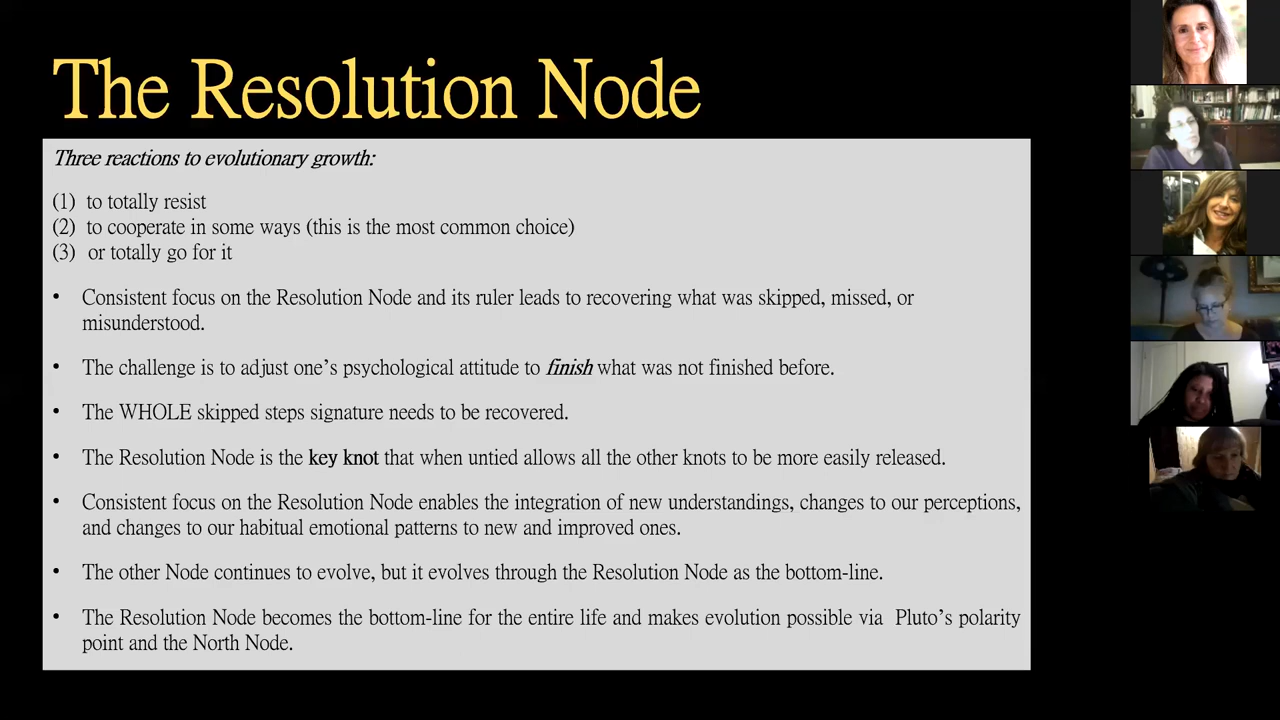 The Resolution Node
Three reactions to evolutionary growth:
(1) to totally resist
(2) to cooperate in some ways (this is the most common choice)
(3) or totally go for it
• Consistent focus on the Resolution Node and its ruler leads to recovering what was skipped, missed, or
misunderstood.
• The challenge is to adjust one's psychological attitude to finish what was not finished before.
• The WHOLE skipped steps signature needs to be recovered.
• The Resolution Node is the key knot that when untied allows all the other knots to be more easily released.
• Consistent focus on the Resolution Node enables the integration of new understandings, changes to our perceptions,
and changes to our habitual emotional patterns to new and improved ones.
• The other Node continues to evolve, but it evolves through the Resolution Node as the bottom-line.
• The Resolution Node becomes the bottom-line for the entire life and makes evolution possible via Pluto's polarity
point and the North Node.